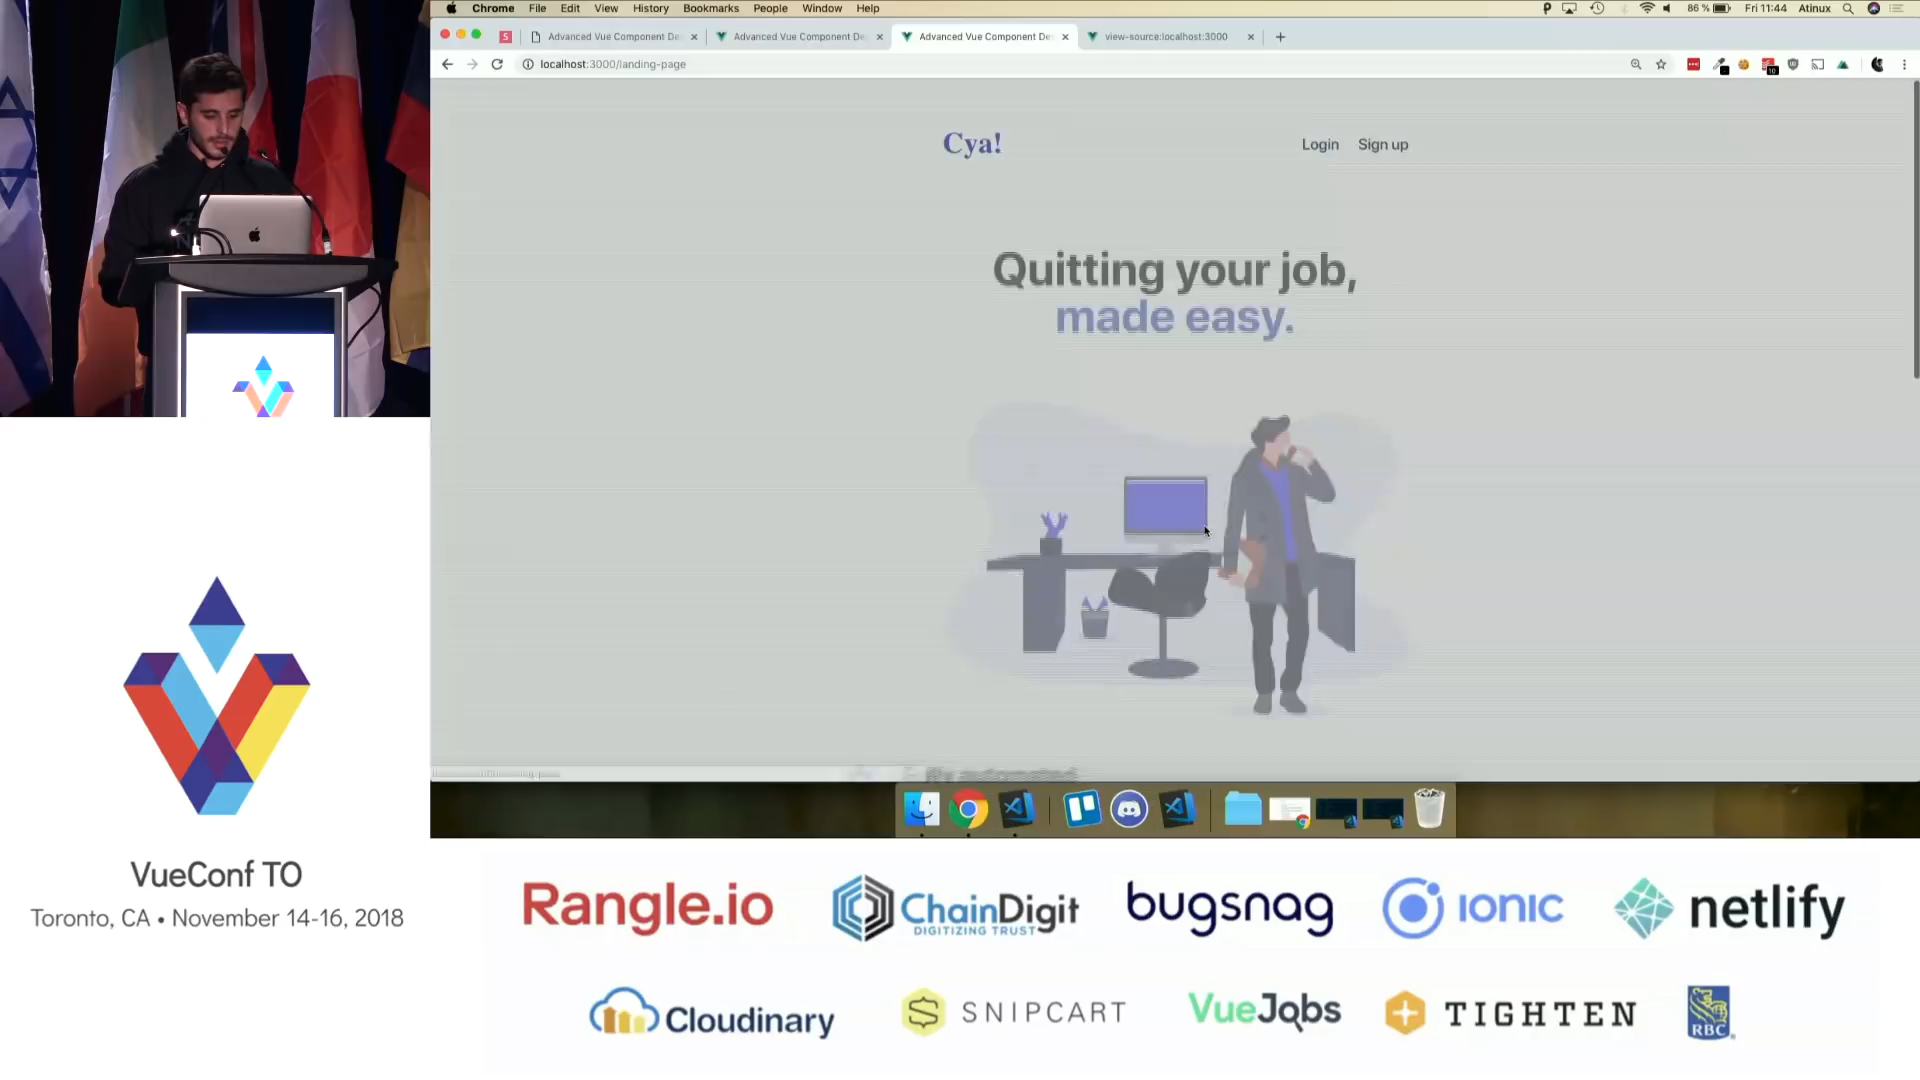 Chrome File Edit View History Bookmarks People Window Help
86 % Fri 11:44 Atinux
Advanced Vue Component De
Advanced Vue Component De
Advanced Vue Component De
view-source:localhost:3000
localhost:3000/landing-page
10
Cya!
Login Sign up
Quitting your job,
made easy.
By automated
VueConf TO
Toronto, CA • November 14-16, 2018
Rangle.io
ChainDigit
DIGITIZING TRUST
bugsnag
IONIC
netlify
Cloudinary
SNIPCART
VueJobs
TIGHTEN
RBC